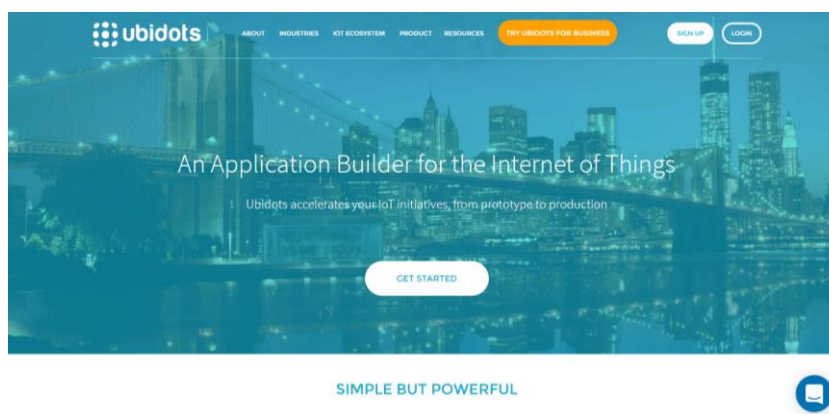 ubidots
ABOUT INDUSTRIES IOT ECOSYSTEM PRODUCT RESOURCES TRY UBIDOTS FOR BUSINESS SIGN UP LOGIN
An Application Builder for the Internet of Things
Ubidots accelerates your IoT initiatives, from prototype to production
GET STARTED
SIMPLE BUT POWERFUL